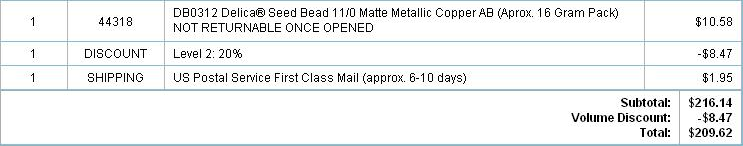 1 44318 DB0312 Delica® Seed Bead 11/0 Matte Metallic Copper AB (Aprox. 16 Gram Pack) $10.58
NOT RETURNABLE ONCE OPENED
1 DISCOUNT Level 2: 20% -$8.47
1 SHIPPING US Postal Service First Class Mail (approx. 6-10 days) $1.95
Subtotal: $216.14
Volume Discount: -$8.47
Total: $209.62